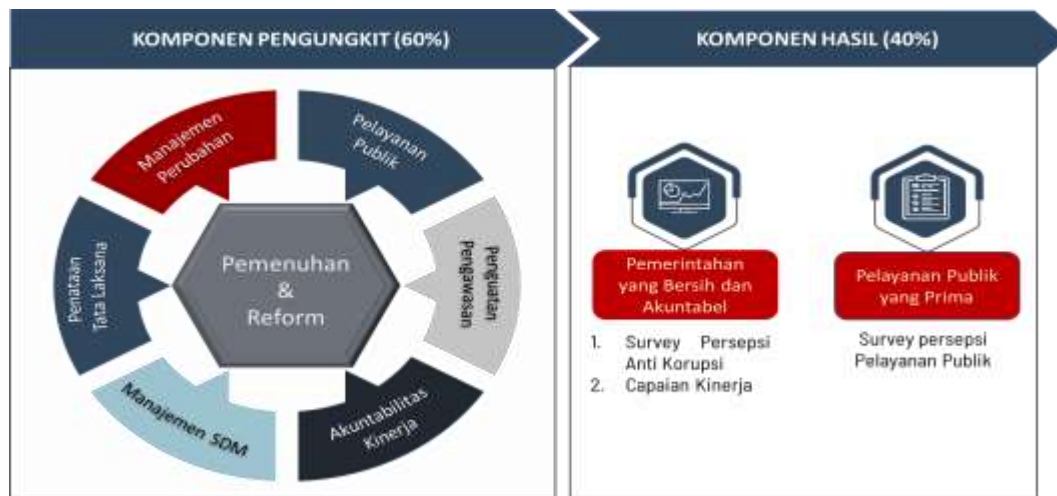 KOMPONEN PENGUNGKIT (60%)
KOMPONEN HASIL (40%)
Manajemen
Perubahan
Pelayanan
Publik
Penataan
Tata Laksana
Pemenuhan
&
Reform
Penguatan
Pengawasan
Manajemen SDM
Akuntabilitas
Kinerja
Pemerintahan
yang Bersih dan
Akuntabel
1. Survey Persepsi
Anti Korupsi
2. Capaian Kinerja
Pelayanan Publik
yang Prima
Survey persepsi
Pelayanan Publik